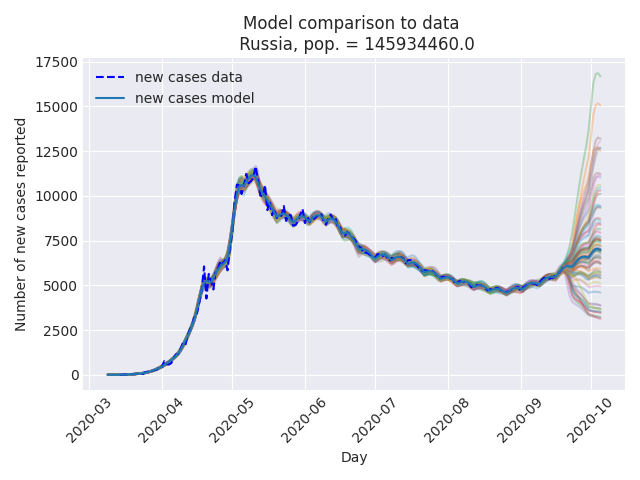 Model comparison to data
Russia, pop. = 145934460.0
new cases data
new cases model
Number of new cases reported
17500
15000
12500
10000
7500
5000
2500
0
2020-03
2020-04
2020-05
2020-06
2020-07
2020-08
2020-09
2020-10
Day